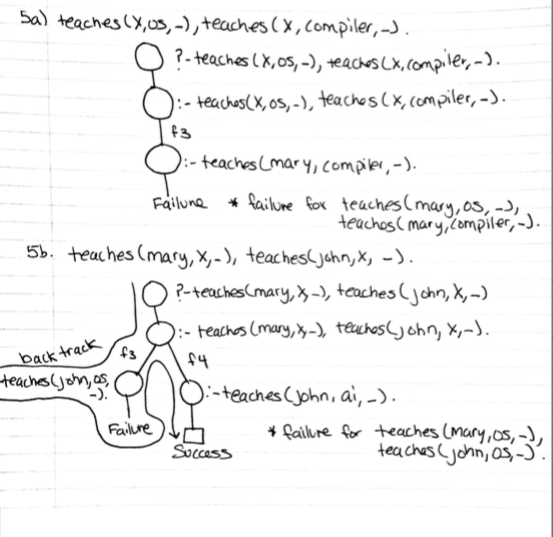 5a) teaches(X,os,-), teaches(X,compiler,-).
?-teaches(X,os,-), teaches(X,compiler,-).
:- teaches(X,os,-), teaches(X,compiler,-).
f3
:- teaches(mary,compiler,-).
Failure * failure for teaches(mary,os,-),
teaches(mary,compiler,-).
5b. teaches(mary,X,-), teaches(john,X,-).
?-teaches(mary,X,-), teaches(john,X,-)
:- teaches(mary,X,-), teaches(john,X,-).
backtrack f3 f4
teaches(john,os,
-).
:-teaches(john,ai,-).
Failure
* failure for teaches(mary,os,-),
teaches(john,os,-).
Success